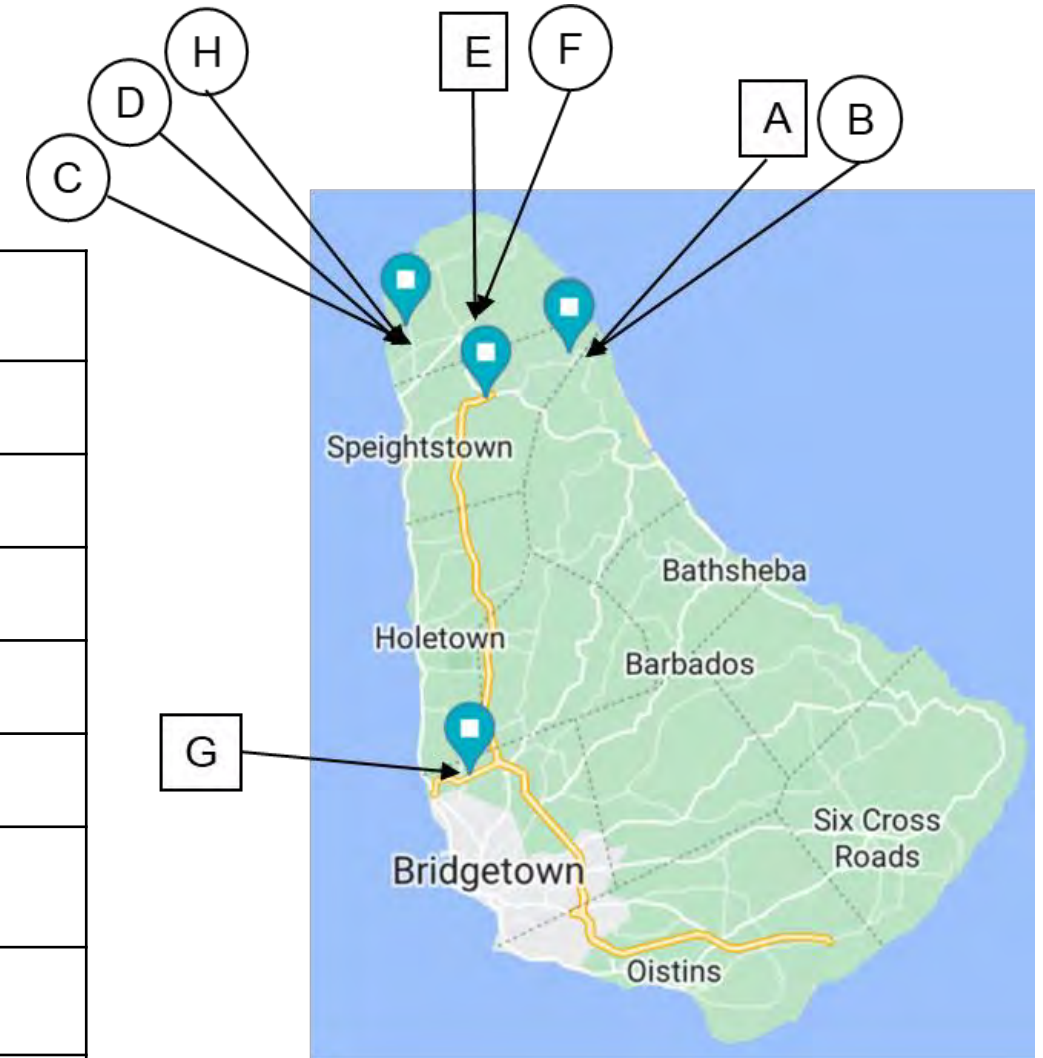 H
E
F
D
A
B
C
Speightstown
Bathsheba
Holetown
Barbados
G
Six Cross
Roads
Bridgetown
Oistins